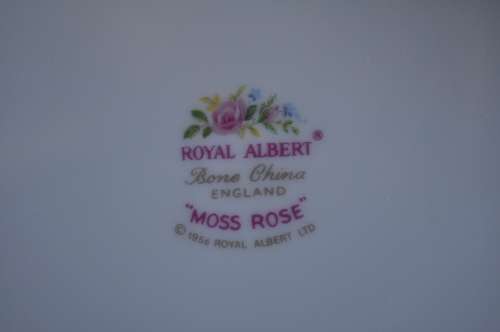 ROYAL ALBERT®
Bone China
ENGLAND
"MOSS ROSE"
© 1956 ROYAL ALBERT LTD